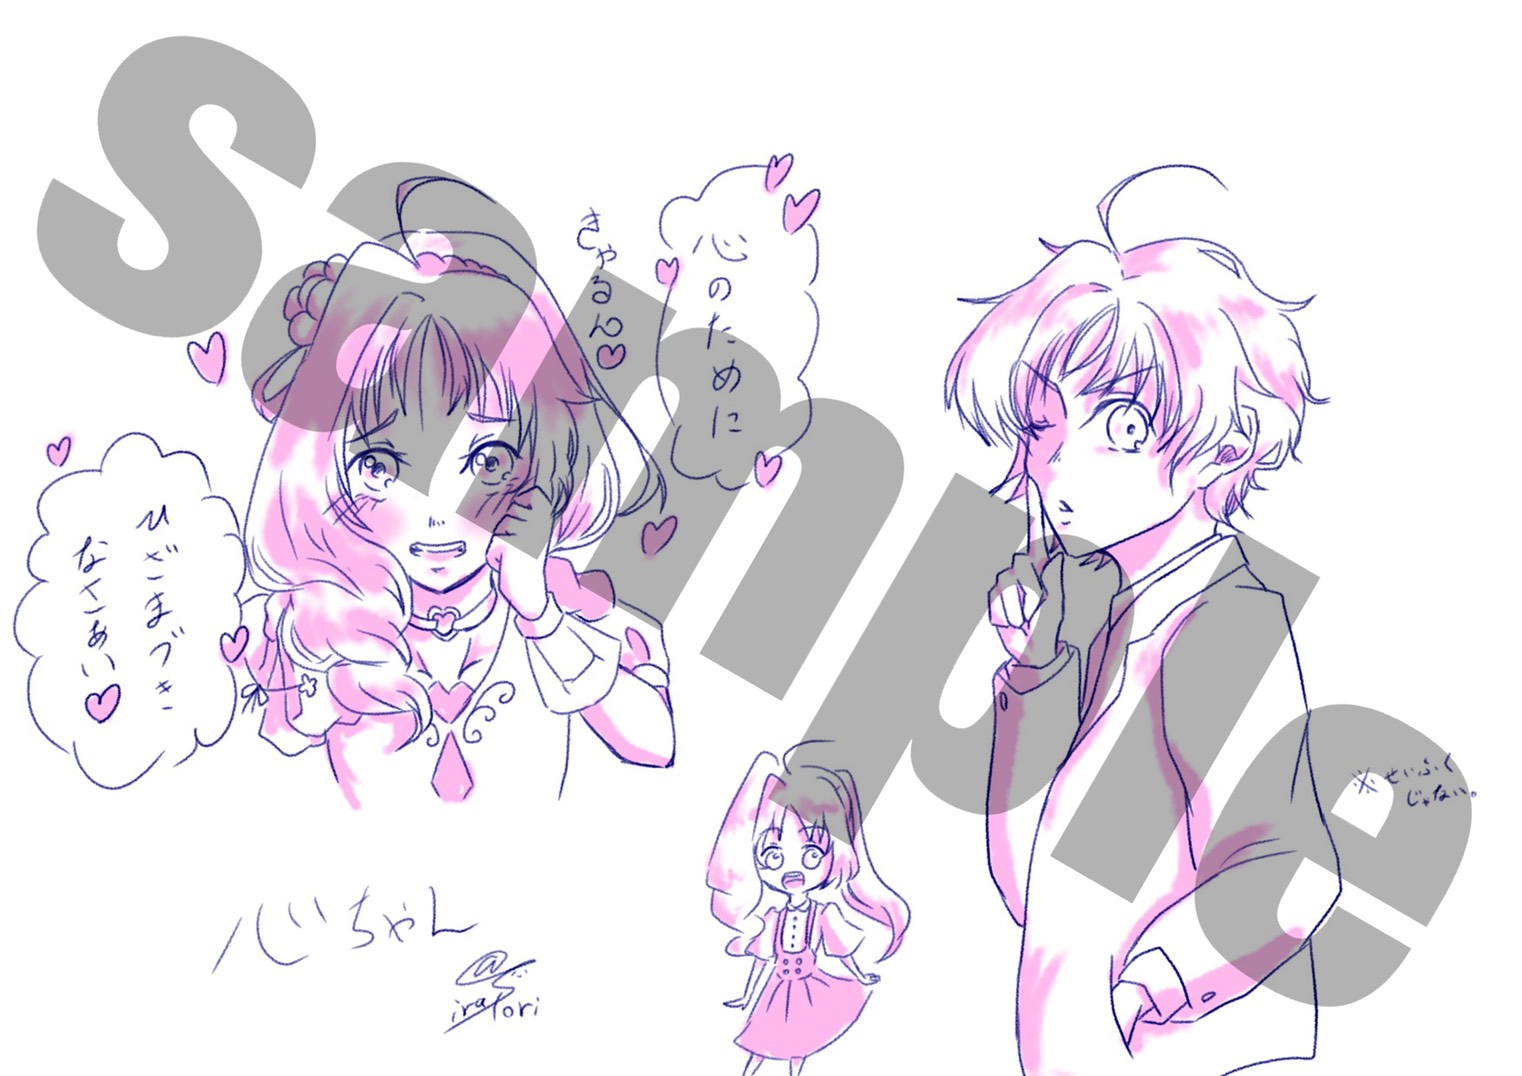 心のために
きゃるん♡
ひざまづき
なさぁい♡
※せいふく
じゃない。
心ちゃん
@
iratori
Sample